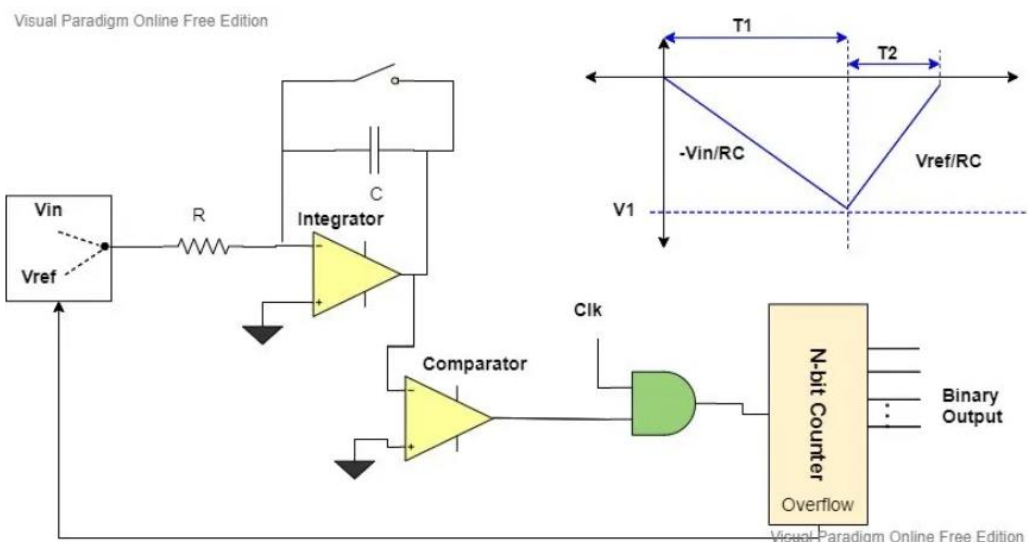 Visual Paradigm Online Free Edition
T1
T2
-Vin/RC
Vref/RC
V1
C
Integrator
R
Vin
Vref
-
+
Clk
Comparator
-
+
N-bit Counter
Binary
Output
Overflow
Visual Paradigm Online Free Edition